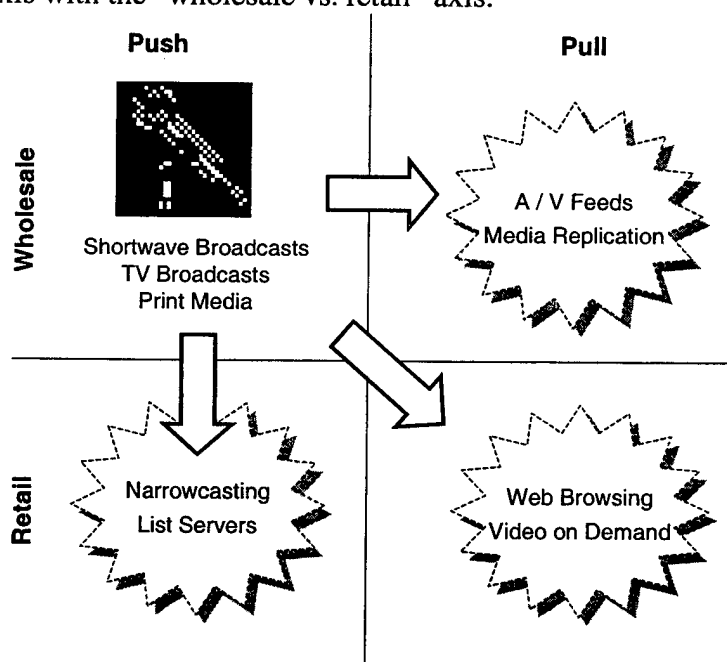 axis with the "wholesale vs. retail" axis.
Push
Pull
Wholesale
Shortwave Broadcasts
TV Broadcasts
Print Media
A / V Feeds
Media Replication
Retail
Narrowcasting
List Servers
Web Browsing
Video on Demand